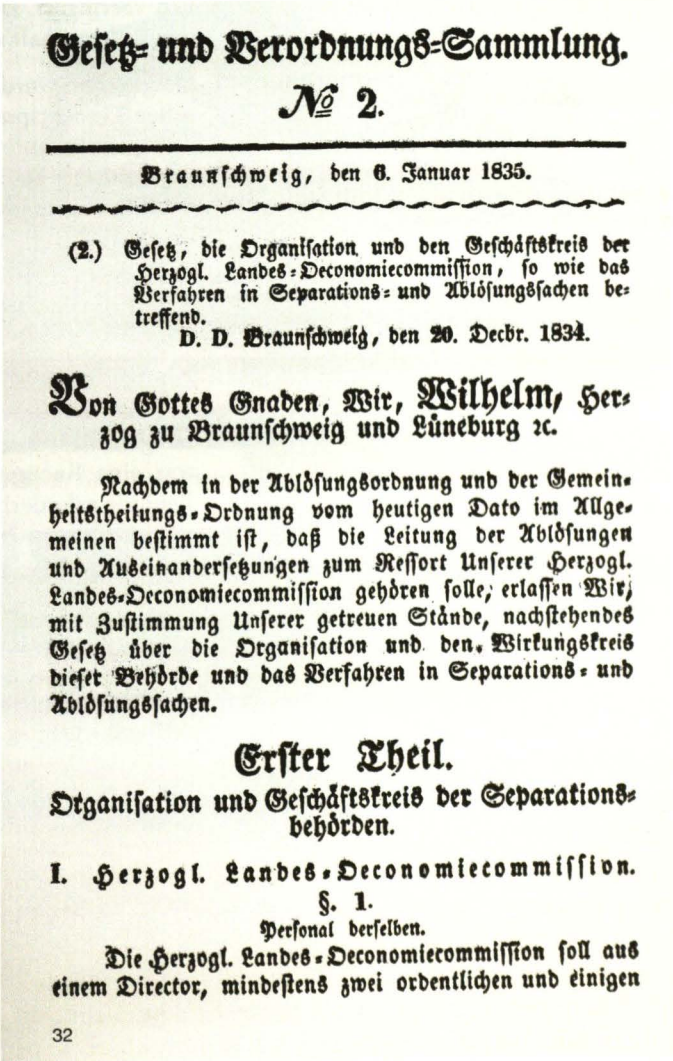 Gesetz- und Verordnungs-Sammlung.
№ 2.
Braunschweig, den 6. Januar 1835.
(2.) Gesetz, die Organisation und den Geschäftskreis der
Herzogl. Landes-Oeconomiecommission, so wie das
Verfahren in Separations- und Ablösungssachen be-
treffend.
D. D. Braunschweig, den 20. Decbr. 1834.
Von Gottes Gnaden, Wir, Wilhelm, Her-
zog zu Braunschweig und Lüneburg ꝛc.
Nachdem in der Ablösungsordnung und der Gemein-
heitstheilungs-Ordnung vom heutigen Dato im Allge-
meinen bestimmt ist, daß die Leitung der Ablösungen
und Auseinandersetzungen zum Ressort Unserer Herzogl.
Landes-Oeconomiecommission gehören solle, erlassen Wir,
mit Zustimmung Unserer getreuen Stände, nachstehendes
Gesetz über die Organisation und den Wirkungskreis
dieser Behörde und das Verfahren in Separations- und
Ablösungssachen.
Erster Theil.
Organisation und Geschäftskreis der Separations-
behörden.
I. Herzogl. Landes-Oeconomiecommission.
§. 1.
Personal derselben.
Die Herzogl. Landes-Oeconomiecommission soll aus
einem Director, mindestens zwei ordentlichen und einigen
32